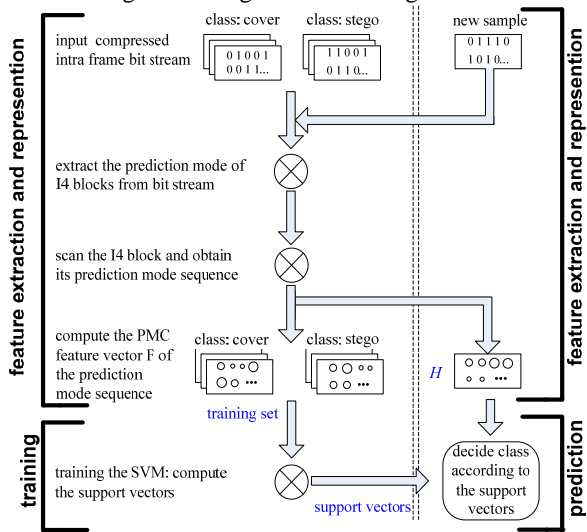 class: cover
class: stego
new sample
input compressed
intra frame bit stream
0 1 0 0 1
0 0 1 1...
1 1 0 0 1
0 1 1 0...
0 1 1 1 0
1 0 1 0...
feature extraction and represention
feature extraction and represention
extract the prediction mode of
I4 blocks from bit stream
scan the I4 block and obtain
its prediction mode sequence
compute the PMC
feature vector F of
the prediction
mode sequence
class: cover
class: stego
...
...
H
...
training set
training
training the SVM: compute
the support vectors
support vectors
decide class
according to
the support
vectors
prediction